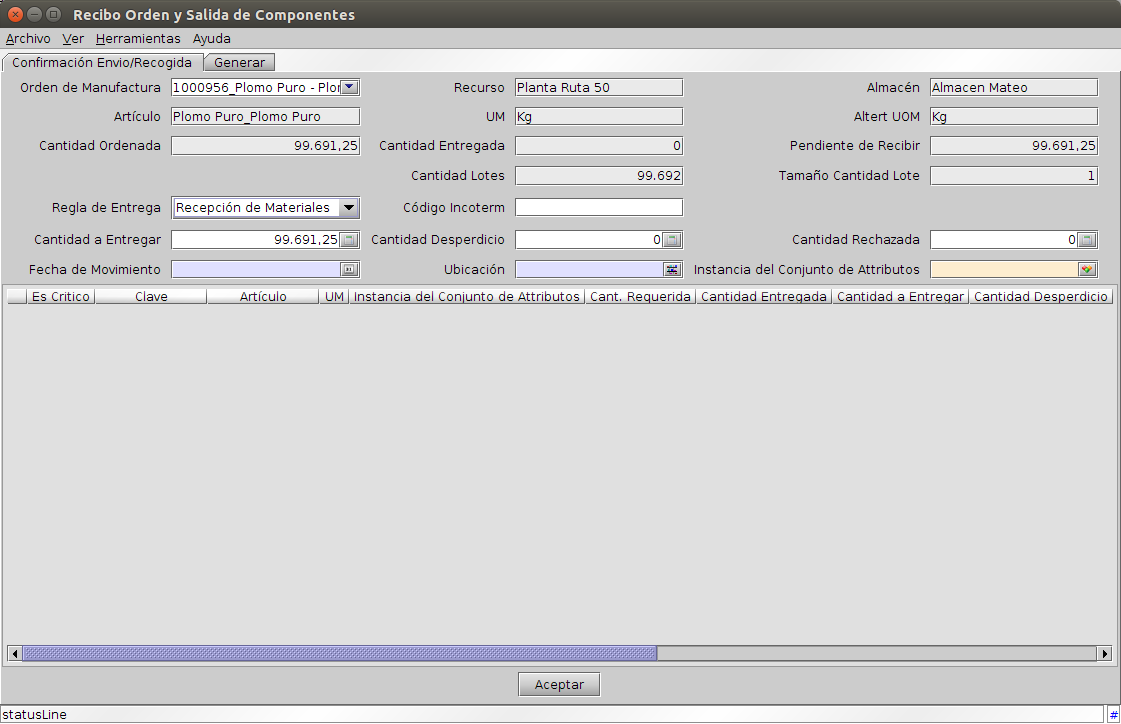 Recibo Orden y Salida de Componentes
Archivo Ver Herramientas Ayuda
Confirmación Envio/Recogida Generar
Orden de Manufactura 1000956_Plomo Puro - Plor Recurso Planta Ruta 50 Almacén Almacen Mateo
Artículo Plomo Puro_Plomo Puro UM Kg Altert UOM Kg
Cantidad Ordenada 99.691,25 Cantidad Entregada 0 Pendiente de Recibir 99.691,25
Cantidad Lotes 99.692 Tamaño Cantidad Lote 1
Regla de Entrega Recepción de Materiales Código Incoterm
Cantidad a Entregar 99.691,25 Cantidad Desperdicio 0 Cantidad Rechazada 0
Fecha de Movimiento Ubicación Instancia del Conjunto de Atributos
Es Critico Clave Artículo UM Instancia del Conjunto de Atributos Cant. Requerida Cantidad Entregada Cantidad a Entregar Cantidad Desperdicio
Aceptar
statusLine #